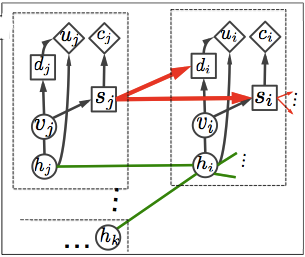 u_j c_j u_i c_i
d_j d_i
s_j s_i
v_j v_i
h_j h_i
h_k